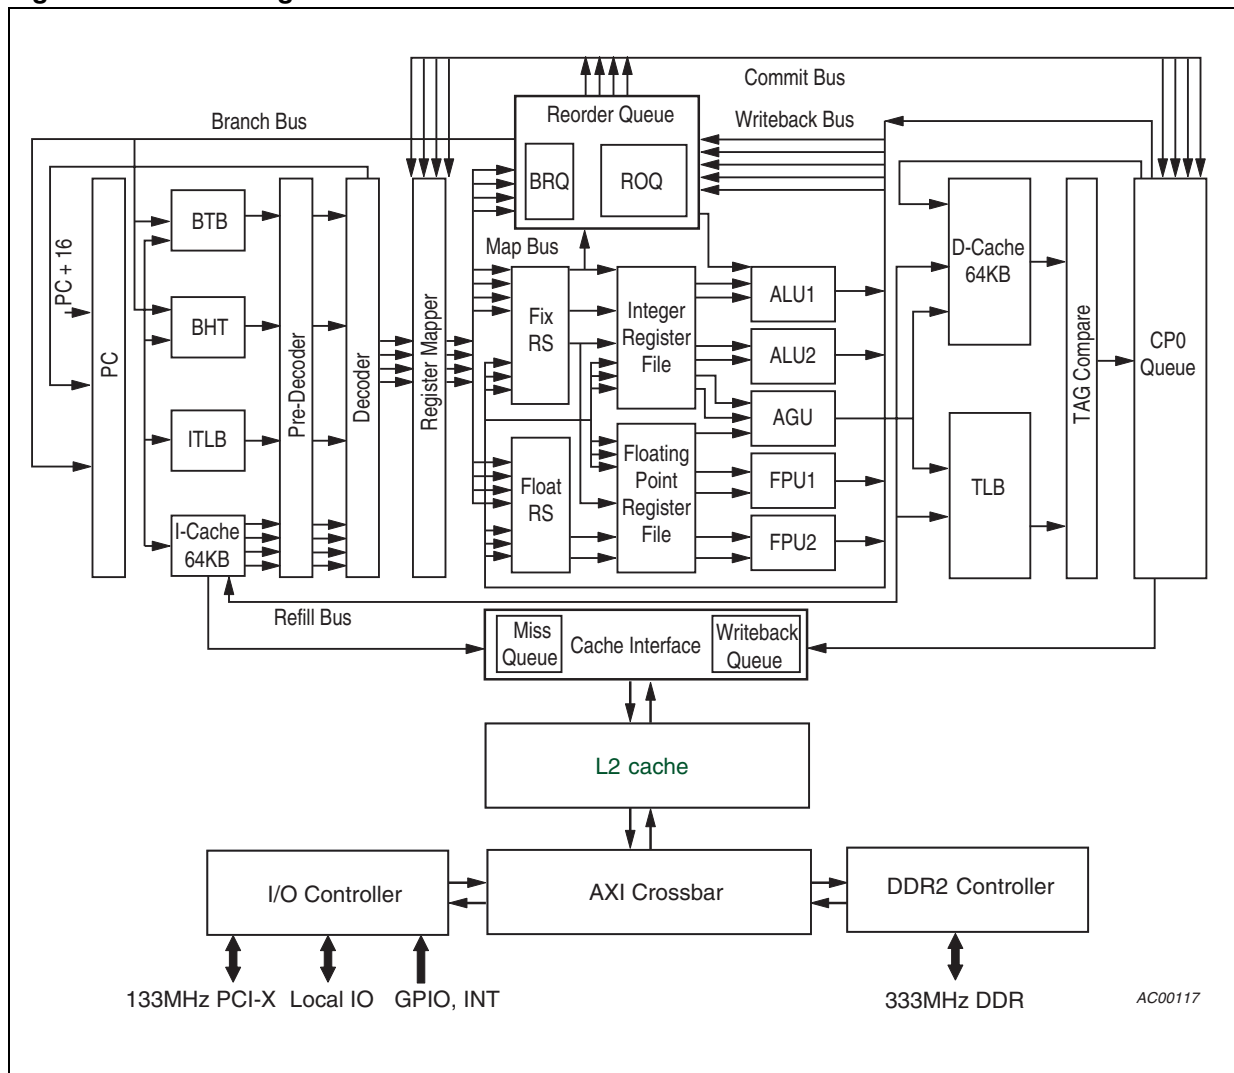 Commit Bus
Reorder Queue
Branch Bus
Writeback Bus
BRQ
ROQ
BTB
Map Bus
D-Cache
64KB
PC + 16
BHT
Fix
RS
Integer
Register
File
ALU1
ALU2
CP0
Queue
PC
Pre-Decoder
Decoder
Register Mapper
TAG Compare
AGU
ITLB
Float
RS
Floating
Point
Register
File
FPU1
TLB
I-Cache
64KB
FPU2
Refill Bus
Miss
Queue
Cache Interface
Writeback
Queue
L2 cache
I/O Controller
AXI Crossbar
DDR2 Controller
133MHz PCI-X
Local IO
GPIO, INT
333MHz DDR
AC00117